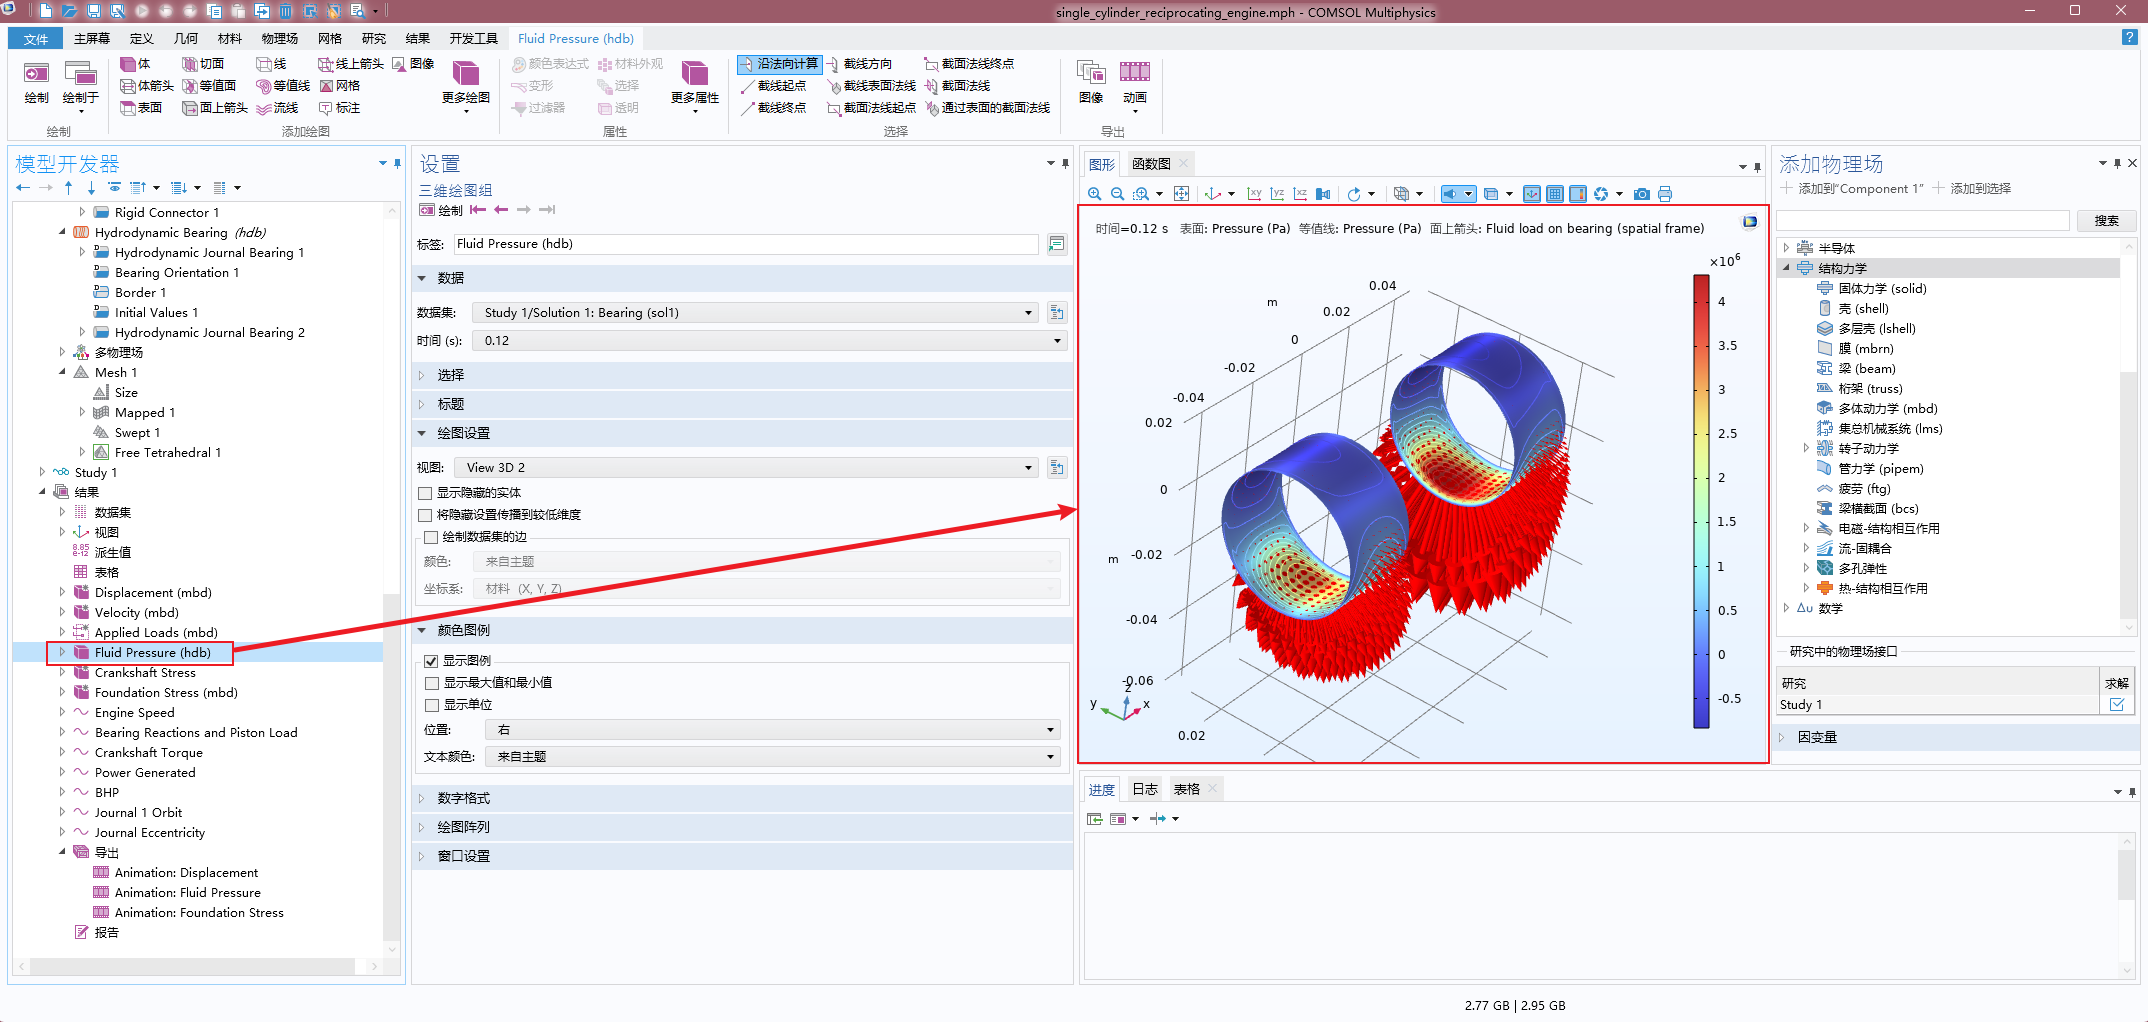 single_cylinder_reciprocating_engine.mph - COMSOL Multiphysics
文件 主屏幕 定义 几何 材料 物理场 网格 研究 结果 开发工具 Fluid Pressure (hdb)
体 切面 线 线上箭头 图像
体箭头 等值面 等值线 网格
表面 面上箭头 流线 标注
绘制 绘制于 更多绘图
颜色表达式 材料外观
变形 选择
过滤器 透明
更多属性
沿法向计算 截线方向 截面法线终点
截线起点 截线表面法线 截面法线
截线终点 截面法线起点 通过表面的截面法线
图像 动画
绘制 添加绘图 属性 选择 导出
模型开发器
Rigid Connector 1
Hydrodynamic Bearing (hdb)
Hydrodynamic Journal Bearing 1
Bearing Orientation 1
Border 1
Initial Values 1
Hydrodynamic Journal Bearing 2
多物理场
Mesh 1
Size
Mapped 1
Swept 1
Free Tetrahedral 1
Study 1
结果
数据集
视图
8.85
e-12
派生值
表格
Displacement (mbd)
Velocity (mbd)
Applied Loads (mbd)
Fluid Pressure (hdb)
Crankshaft Stress
Foundation Stress (mbd)
Engine Speed
Bearing Reactions and Piston Load
Crankshaft Torque
Power Generated
BHP
Journal 1 Orbit
Journal Eccentricity
导出
Animation: Displacement
Animation: Fluid Pressure
Animation: Foundation Stress
报告
设置
三维绘图组
绘制
标签: Fluid Pressure (hdb)
数据
数据集: Study 1/Solution 1: Bearing (sol1)
时间 (s): 0.12
选择
标题
绘图设置
视图: View 3D 2
显示隐藏的实体
将隐藏设置传播到较低维度
绘制数据集的边
颜色: 来自主题
坐标系: 材料 (X, Y, Z)
颜色图例
显示图例
显示最大值和最小值
显示单位
位置: 右
文本颜色: 来自主题
数字格式
绘图阵列
窗口设置
图形 函数图
xy yz xz
时间=0.12 s 表面: Pressure (Pa) 等值线: Pressure (Pa) 面上箭头: Fluid load on bearing (spatial frame)
×10⁶
0.04
m
0.02
0
-0.02
-0.04
0.02
0
-0.02
m
-0.04
-0.06
z
y
x
0.02
4
3.5
3
2.5
2
1.5
1
0.5
0
-0.5
进度 日志 表格
添加物理场
添加到"Component 1" 添加到选择
搜索
半导体
结构力学
固体力学 (solid)
壳 (shell)
多层壳 (lshell)
膜 (mbrn)
梁 (beam)
桁架 (truss)
多体动力学 (mbd)
集总机械系统 (lms)
转子动力学
管力学 (pipem)
疲劳 (ftg)
梁横截面 (bcs)
电磁-结构相互作用
流-固耦合
多孔弹性
热-结构相互作用
Δu 数学
研究中的物理场接口
研究 求解
Study 1
因变量
2.77 GB | 2.95 GB